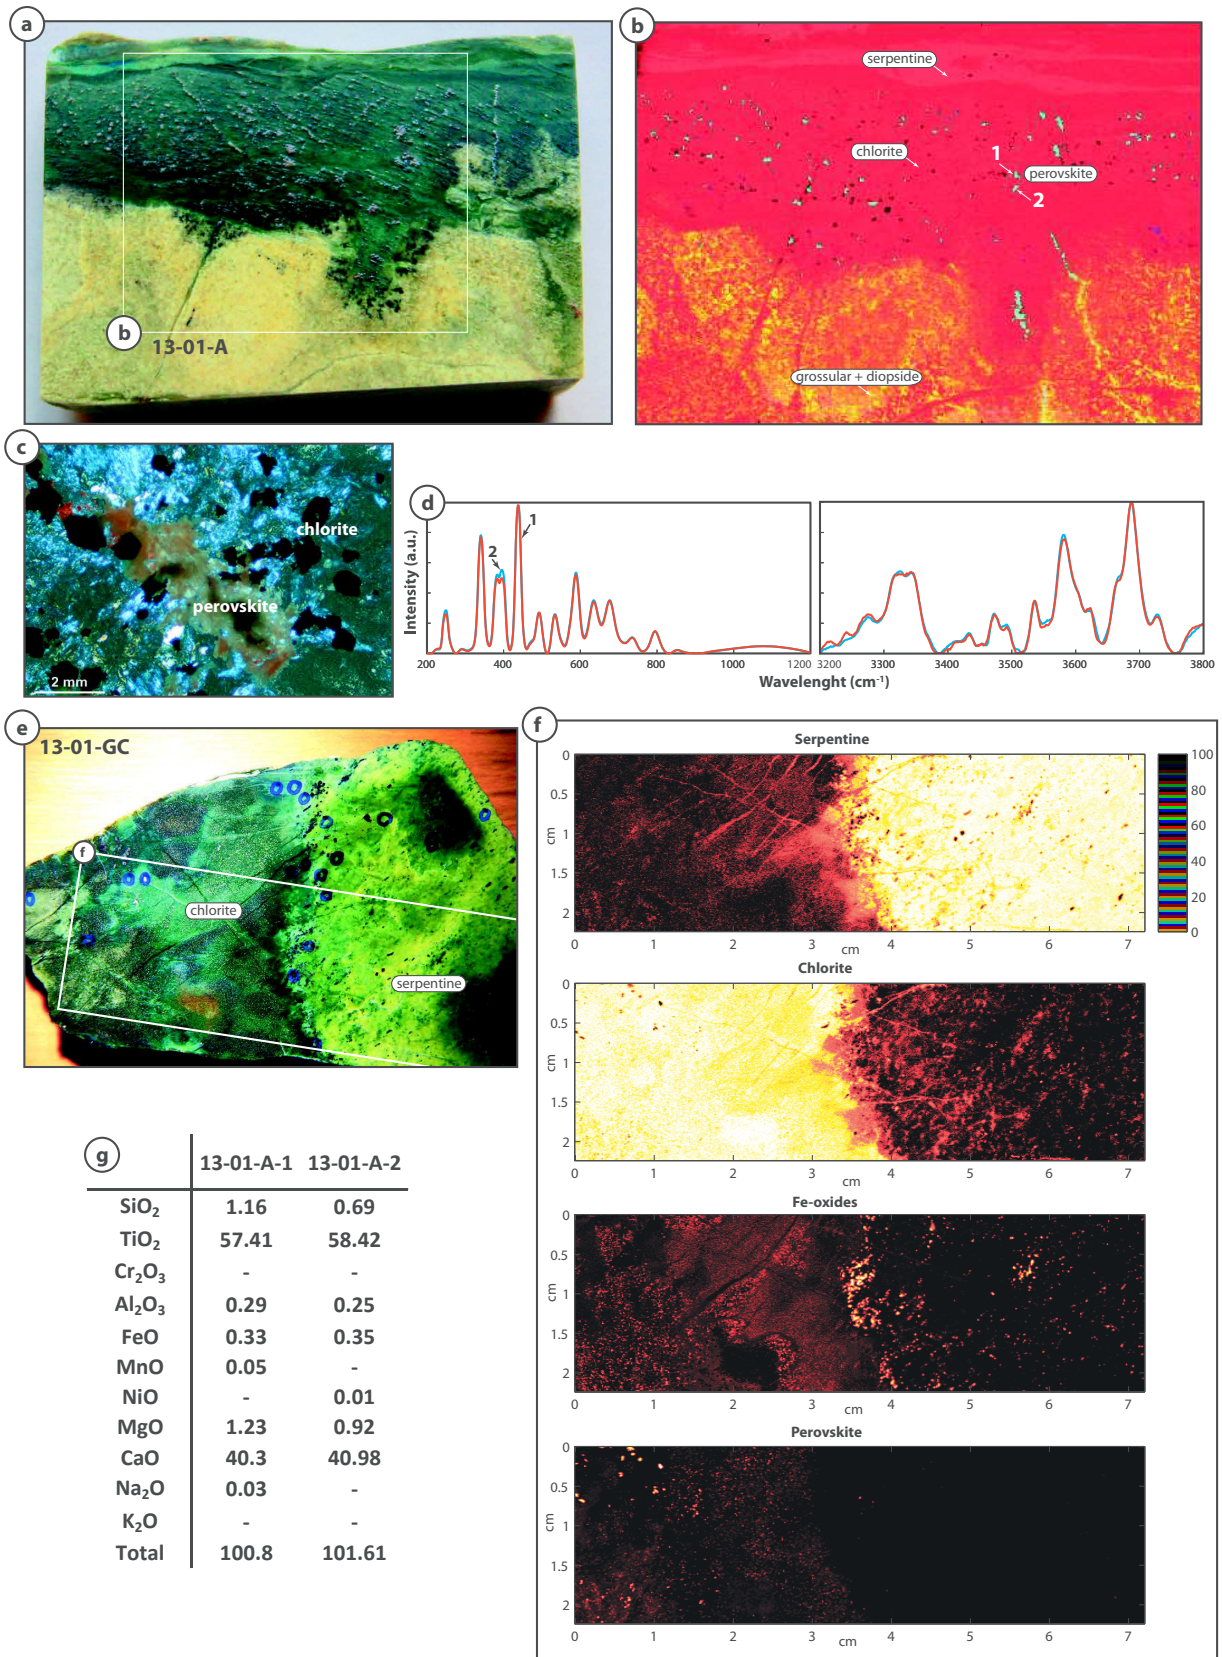 a
b
13-01-A
b
serpentine
chlorite
1
perovskite
2
grossular + diopside
c
chlorite
perovskite
2 mm
d
Intensity (a.u.)
1
2
200 400 600 800 1000 1200
3200 3300 3400 3500 3600 3700 3800
Wavelenght (cm⁻¹)
e
13-01-GC
f
chlorite
serpentine
f
Serpentine
0
0.5
1
1.5
2
cm
0 1 2 3 4 5 6 7
cm
100
80
60
40
20
0
Chlorite
0
0.5
1
1.5
2
cm
0 1 2 3 4 5 6 7
cm
Fe-oxides
0
0.5
1
1.5
2
cm
0 1 2 3 4 5 6 7
cm
Perovskite
0
0.5
1
1.5
2
cm
0 1 2 3 4 5 6 7
cm
g
13-01-A-1 13-01-A-2
SiO₂ 1.16 0.69
TiO₂ 57.41 58.42
Cr₂O₃ - -
Al₂O₃ 0.29 0.25
FeO 0.33 0.35
MnO 0.05 -
NiO - 0.01
MgO 1.23 0.92
CaO 40.3 40.98
Na₂O 0.03 -
K₂O - -
Total 100.8 101.61